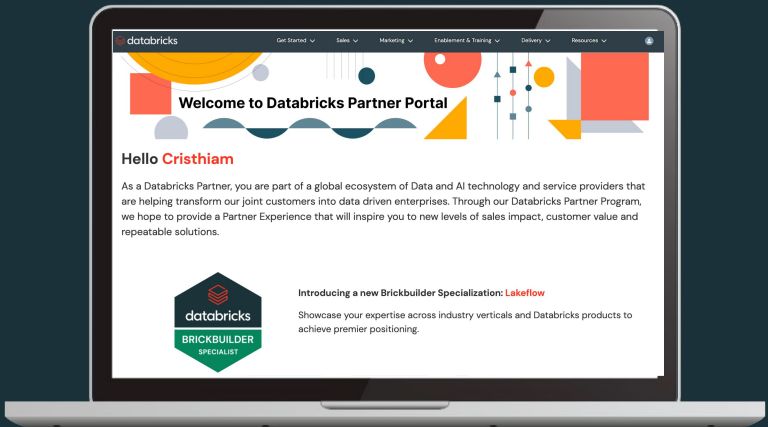 databricks
Get Started
Sales
Marketing
Enablement & Training
Delivery
Resources
Welcome to Databricks Partner Portal
Hello Cristhiam
As a Databricks Partner, you are part of a global ecosystem of Data and AI technology and service providers that
are helping transform our joint customers into data driven enterprises. Through our Databricks Partner Program,
we hope to provide a Partner Experience that will inspire you to new levels of sales impact, customer value and
repeatable solutions.
databricks
BRICKBUILDER
SPECIALIST
Introducing a new Brickbuilder Specialization: Lakeflow
Showcase your expertise across industry verticals and Databricks products to
achieve premier positioning.